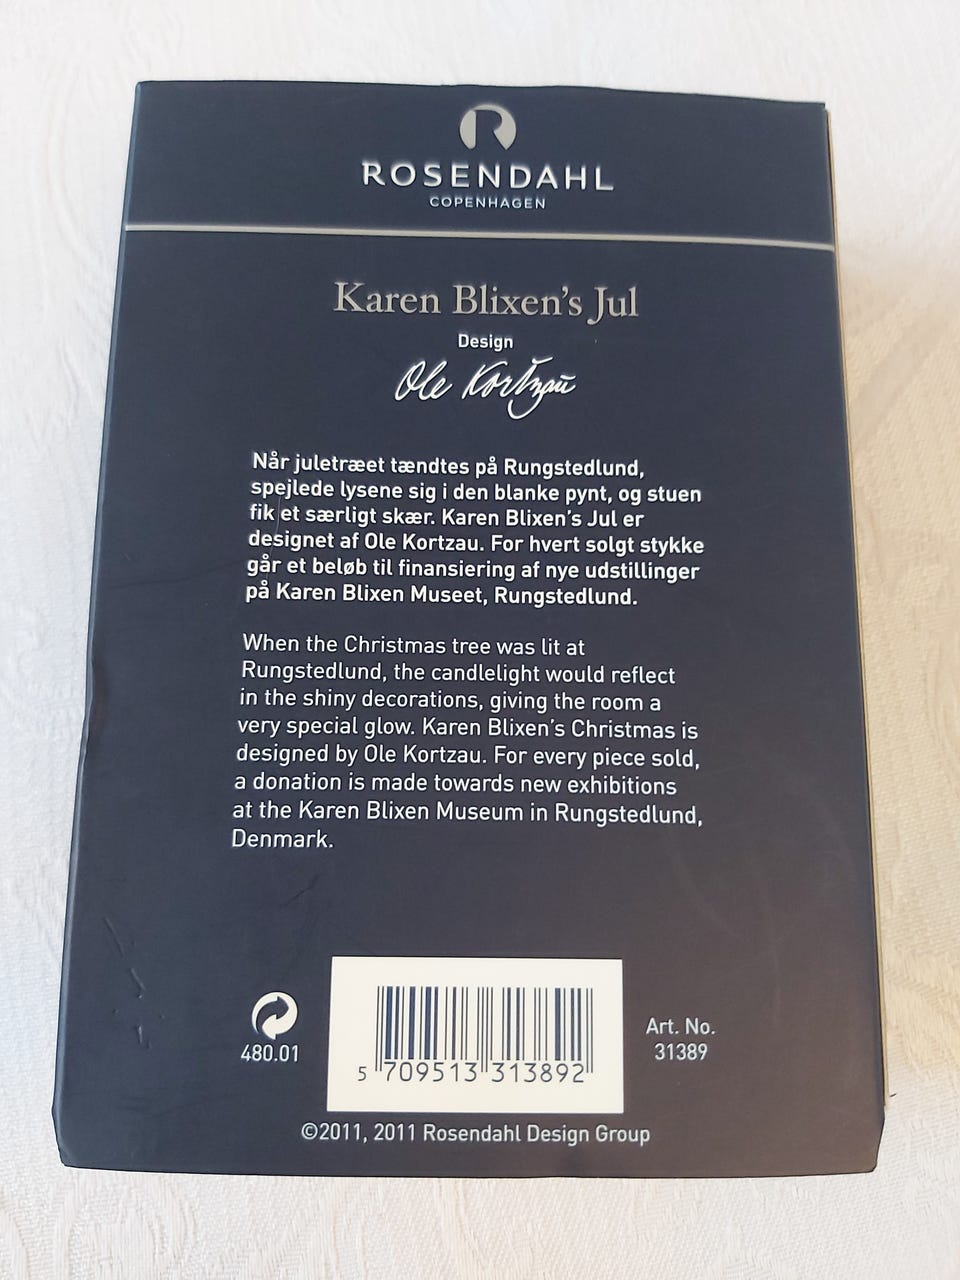 ROSENDAHL
COPENHAGEN
Karen Blixen's Jul
Design
Ole Kortzau
Når juletræet tændtes på Rungstedlund,
spejlede lysene sig i den blanke pynt, og stuen
fik et særligt skær. Karen Blixen's Jul er
designet af Ole Kortzau. For hvert solgt stykke
går et beløb til finansiering af nye udstillinger
på Karen Blixen Museet, Rungstedlund.
When the Christmas tree was lit at
Rungstedlund, the candlelight would reflect
in the shiny decorations, giving the room a
very special glow. Karen Blixen's Christmas is
designed by Ole Kortzau. For every piece sold,
a donation is made towards new exhibitions
at the Karen Blixen Museum in Rungstedlund,
Denmark.
480.01
5 709513 313892
Art. No.
31389
©2011, 2011 Rosendahl Design Group